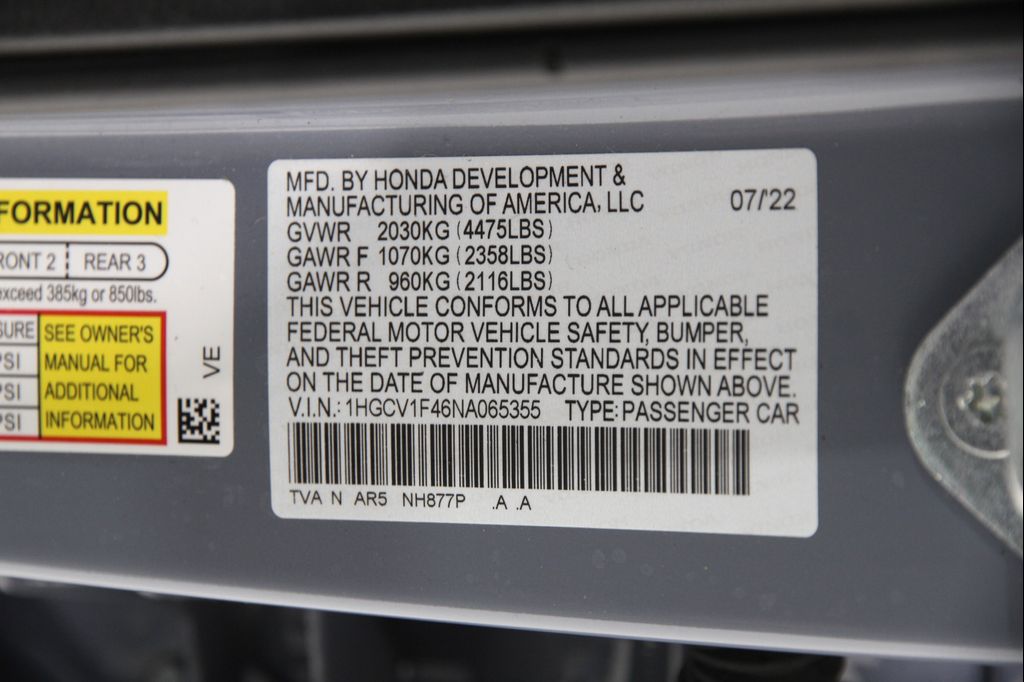 FORMATION
FRONT 2 REAR 3
exceed 385kg or 850lbs.
SURE SEE OWNER'S
PSI MANUAL FOR
PSI ADDITIONAL
PSI INFORMATION
VE
MFD. BY HONDA DEVELOPMENT &
MANUFACTURING OF AMERICA, LLC 07/'22
GVWR 2030KG (4475LBS)
GAWR F 1070KG (2358LBS)
GAWR R 960KG (2116LBS)
THIS VEHICLE CONFORMS TO ALL APPLICABLE
FEDERAL MOTOR VEHICLE SAFETY, BUMPER,
AND THEFT PREVENTION STANDARDS IN EFFECT
ON THE DATE OF MANUFACTURE SHOWN ABOVE.
V.I.N.: 1HGCV1F46NA065355 TYPE: PASSENGER CAR
TVA N AR5 NH877P .A .A